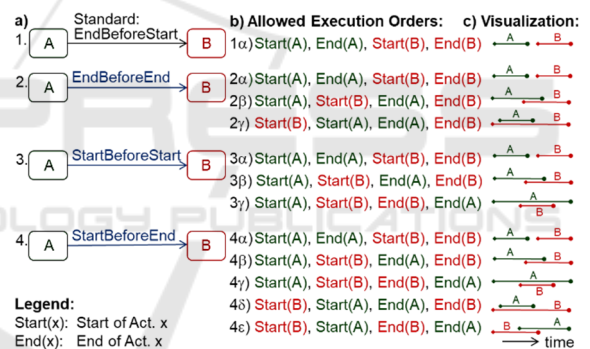 a) Standard: b) Allowed Execution Orders: c) Visualization:
1. A EndBeforeStart B 1α) Start(A), End(A), Start(B), End(B) A B
2. A EndBeforeEnd B 2α) Start(A), End(A), Start(B), End(B) A B
2β) Start(A), Start(B), End(A), End(B) A B
2γ) Start(B), Start(A), End(A), End(B) A B
3. A StartBeforeStart B 3α) Start(A), End(A), Start(B), End(B) A B
3β) Start(A), Start(B), End(A), End(B) A B
3γ) Start(A), Start(B), End(B), End(A) A B
4. A StartBeforeEnd B 4α) Start(A), End(A), Start(B), End(B) A B
4β) Start(A), Start(B), End(A), End(B) A B
4γ) Start(A), Start(B), End(B), End(A) A B
Legend:
4δ) Start(B), Start(A), End(A), End(B) A B
Start(x): Start of Act. x
4ε) Start(B), Start(A), End(B), End(A) B A
End(x): End of Act. x
time
PRESS
OLOGY PUBLICATIONS